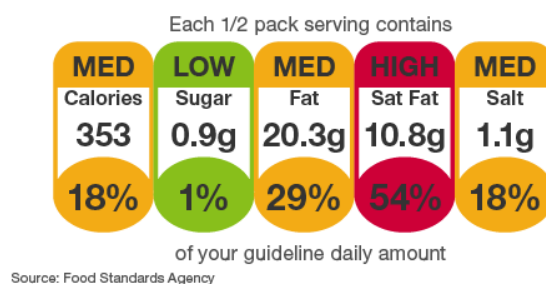 Each 1/2 pack serving contains
MED LOW MED HIGH MED
Calories Sugar Fat Sat Fat Salt
353 0.9g 20.3g 10.8g 1.1g
18% 1% 29% 54% 18%
of your guideline daily amount
Source: Food Standards Agency